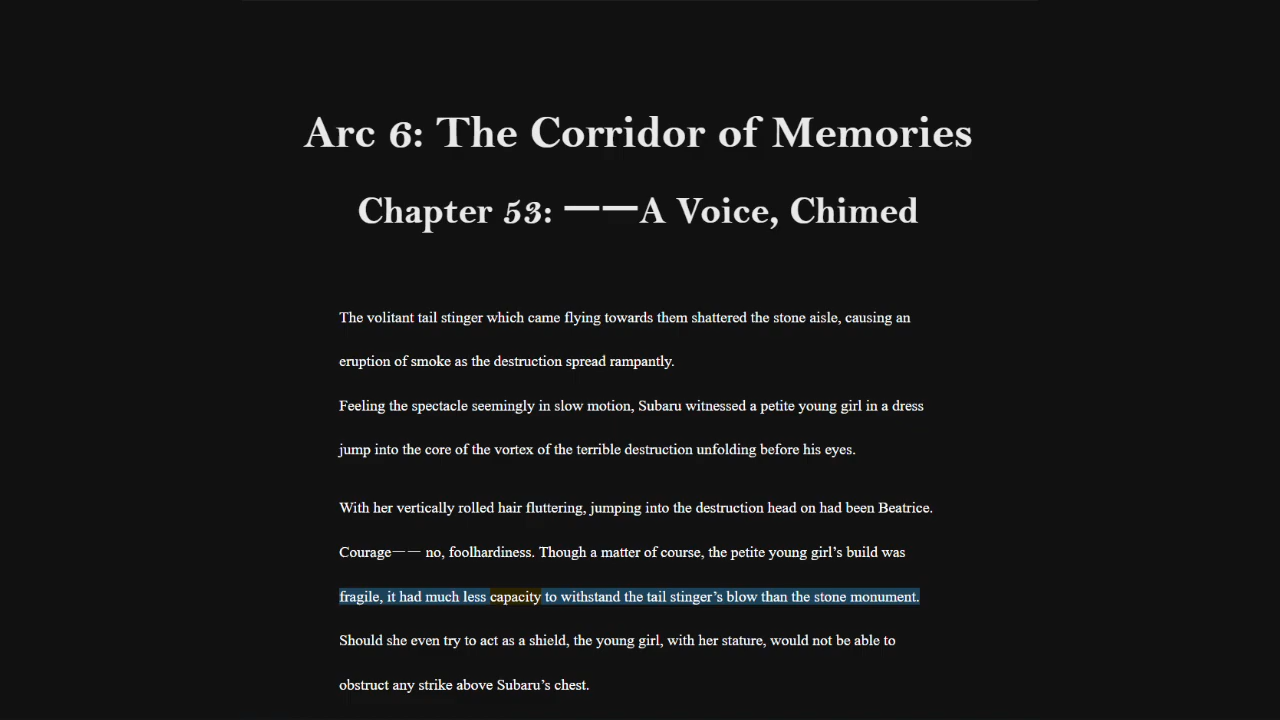 Arc 6: The Corridor of Memories
Chapter 53: ——A Voice, Chimed
The volitant tail stinger which came flying towards them shattered the stone aisle, causing an
eruption of smoke as the destruction spread rampantly.
Feeling the spectacle seemingly in slow motion, Subaru witnessed a petite young girl in a dress
jump into the core of the vortex of the terrible destruction unfolding before his eyes.
With her vertically rolled hair fluttering, jumping into the destruction head on had been Beatrice.
Courage—— no, foolhardiness. Though a matter of course, the petite young girl’s build was
fragile, it had much less capacity to withstand the tail stinger’s blow than the stone monument.
Should she even try to act as a shield, the young girl, with her stature, would not be able to
obstruct any strike above Subaru’s chest.